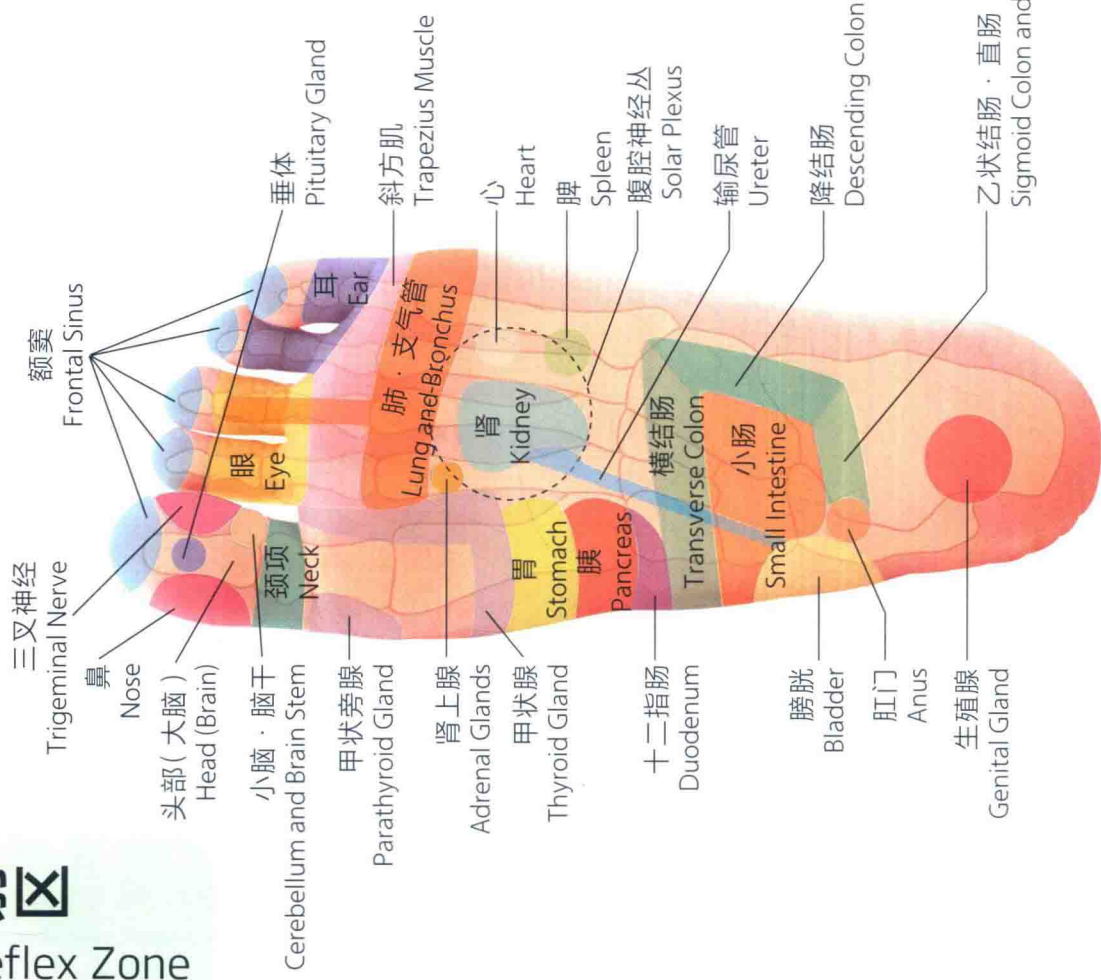 区
eflex Zone
三叉神经
Trigeminal Nerve
鼻
Nose
头部（大脑）
Head (Brain)
小脑·脑干
Cerebellum and Brain Stem
甲状旁腺
Parathyroid Gland
肾上腺
Adrenal Glands
甲状腺
Thyroid Gland
十二指肠
Duodenum
膀胱
Bladder
肛门
Anus
生殖腺
Genital Gland
额窦
Frontal Sinus
垂体
Pituitary Gland
斜方肌
Trapezius Muscle
心
Heart
脾
Spleen
腹腔神经丛
Solar Plexus
输尿管
Ureter
降结肠
Descending Colon
乙状结肠·直肠
Sigmoid Colon and
颈项
Neck
眼
Eye
耳
Ear
肺·支气管
Lung and Bronchus
肾
Kidney
胃
Stomach
胰
Pancreas
横结肠
Transverse Colon
小肠
Small Intestine